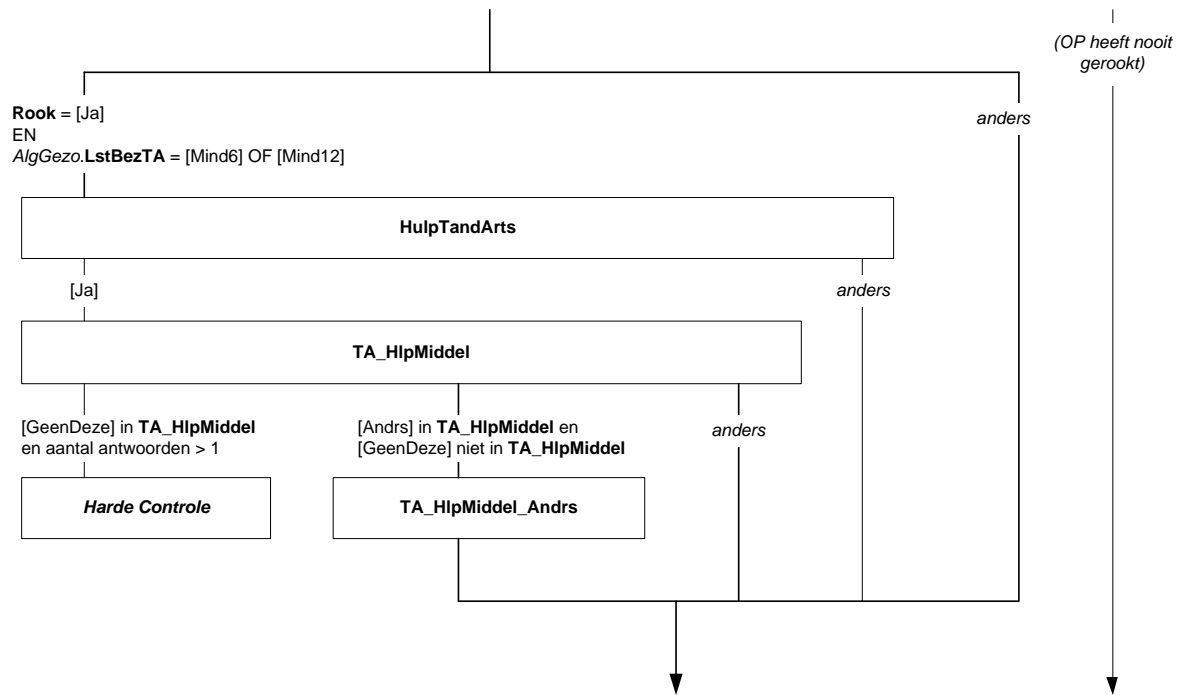 (OP heeft nooit
gerookt)
Rook = [Ja]
EN
AlgGezo.LstBezTA = [Mind6] OF [Mind12]
anders
HulpTandArts
[Ja]
anders
TA_HlpMiddel
[GeenDeze] in TA_HlpMiddel
en aantal antwoorden > 1
[Andrs] in TA_HlpMiddel en
[GeenDeze] niet in TA_HlpMiddel
anders
Harde Controle
TA_HlpMiddel_Andrs